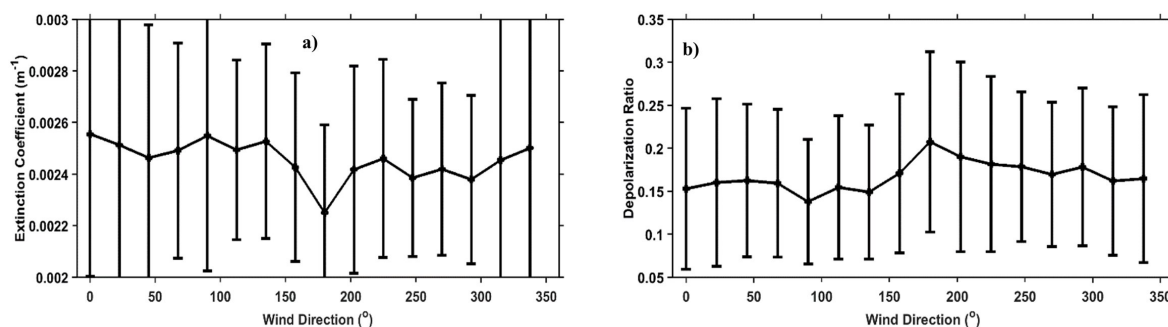 a)
0.003
0.0028
0.0026
0.0024
0.0022
0.002
Extinction Coefficient (m⁻¹)
0 50 100 150 200 250 300 350
Wind Direction (°)
b)
0.35
0.3
0.25
0.2
0.15
0.1
0.05
Depolarization Ratio
0 50 100 150 200 250 300 350
Wind Direction (°)